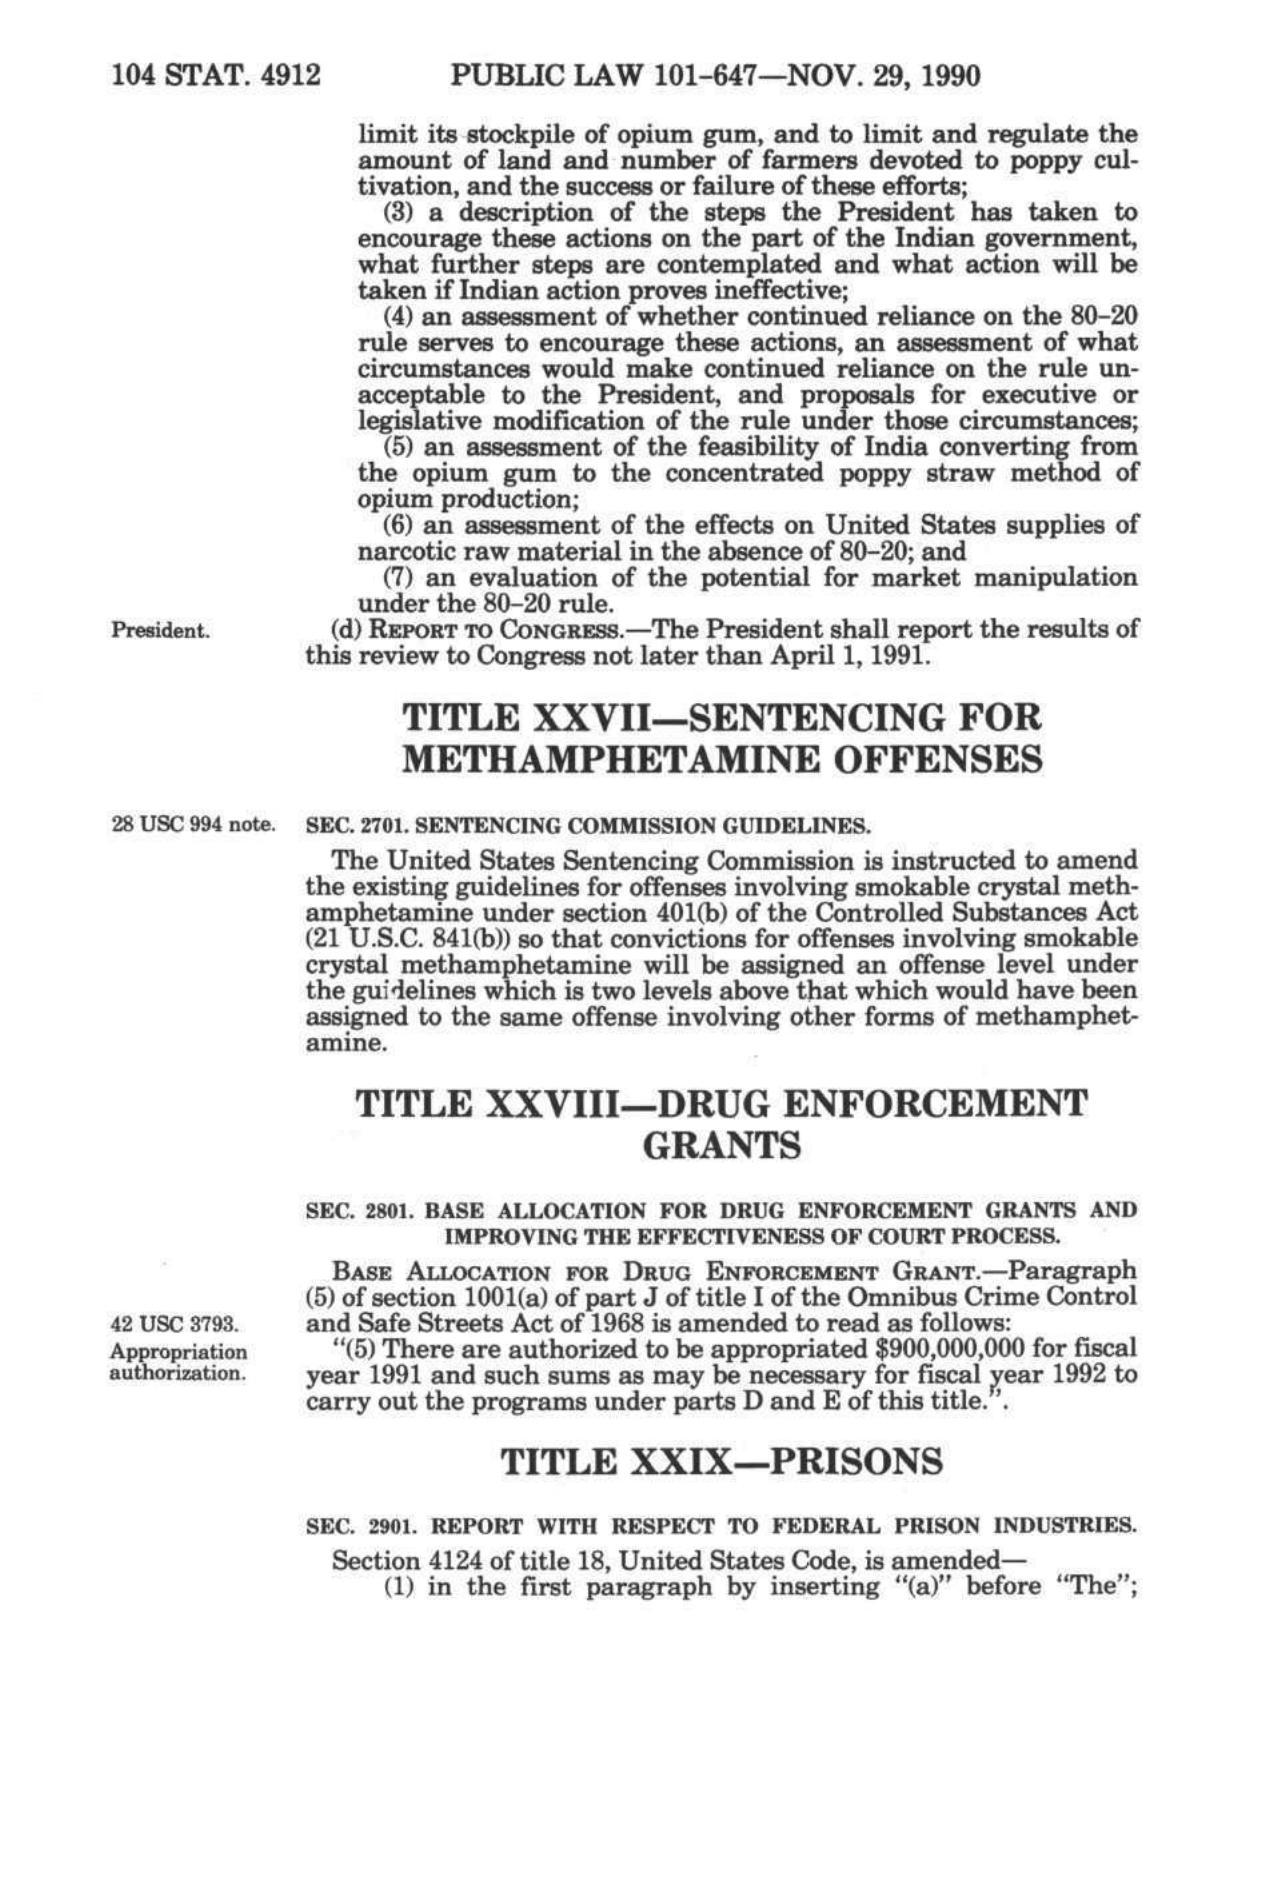 104 STAT. 4912 PUBLIC LAW 101–647—NOV. 29, 1990
limit its stockpile of opium gum, and to limit and regulate the
amount of land and number of farmers devoted to poppy cul-
tivation, and the success or failure of these efforts;
(3) a description of the steps the President has taken to
encourage these actions on the part of the Indian government,
what further steps are contemplated and what action will be
taken if Indian action proves ineffective;
(4) an assessment of whether continued reliance on the 80–20
rule serves to encourage these actions, an assessment of what
circumstances would make continued reliance on the rule un-
acceptable to the President, and proposals for executive or
legislative modification of the rule under those circumstances;
(5) an assessment of the feasibility of India converting from
the opium gum to the concentrated poppy straw method of
opium production;
(6) an assessment of the effects on United States supplies of
narcotic raw material in the absence of 80–20; and
(7) an evaluation of the potential for market manipulation
under the 80–20 rule.
President. (d) REPORT TO CONGRESS.—The President shall report the results of
this review to Congress not later than April 1, 1991.
TITLE XXVII—SENTENCING FOR
METHAMPHETAMINE OFFENSES
28 USC 994 note. SEC. 2701. SENTENCING COMMISSION GUIDELINES.
The United States Sentencing Commission is instructed to amend
the existing guidelines for offenses involving smokable crystal meth-
amphetamine under section 401(b) of the Controlled Substances Act
(21 U.S.C. 841(b)) so that convictions for offenses involving smokable
crystal methamphetamine will be assigned an offense level under
the guidelines which is two levels above that which would have been
assigned to the same offense involving other forms of methamphet-
amine.
TITLE XXVIII—DRUG ENFORCEMENT
GRANTS
SEC. 2801. BASE ALLOCATION FOR DRUG ENFORCEMENT GRANTS AND
IMPROVING THE EFFECTIVENESS OF COURT PROCESS.
BASE ALLOCATION FOR DRUG ENFORCEMENT GRANT.—Paragraph
(5) of section 1001(a) of part J of title I of the Omnibus Crime Control
42 USC 3793. and Safe Streets Act of 1968 is amended to read as follows:
Appropriation "(5) There are authorized to be appropriated $900,000,000 for fiscal
authorization. year 1991 and such sums as may be necessary for fiscal year 1992 to
carry out the programs under parts D and E of this title.".
TITLE XXIX—PRISONS
SEC. 2901. REPORT WITH RESPECT TO FEDERAL PRISON INDUSTRIES.
Section 4124 of title 18, United States Code, is amended—
(1) in the first paragraph by inserting "(a)" before "The";